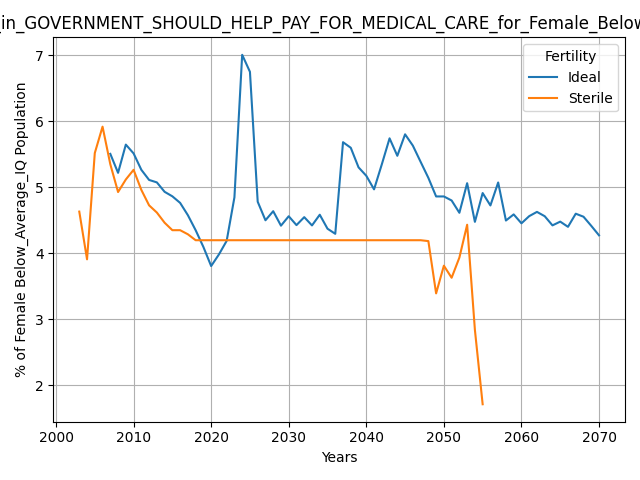 _in_GOVERNMENT_SHOULD_HELP_PAY_FOR_MEDICAL_CARE_for_Female_Below
Fertility
Ideal
Sterile
% of Female Below_Average_IQ Population
7
6
5
4
3
2
2000 2010 2020 2030 2040 2050 2060 2070
Years